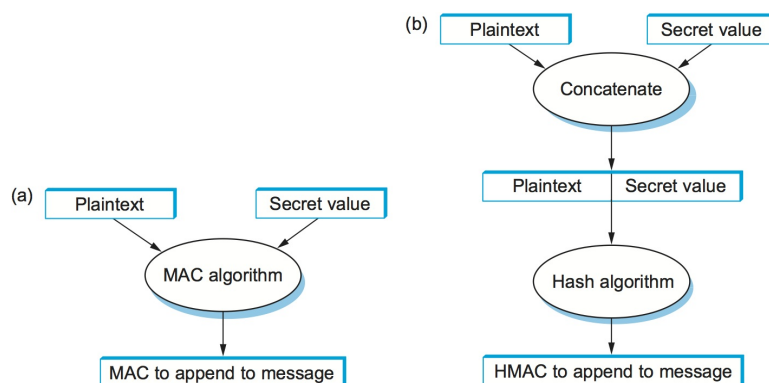 (a)
Plaintext
Secret value
MAC algorithm
MAC to append to message
(b)
Plaintext
Secret value
Concatenate
Plaintext
Secret value
Hash algorithm
HMAC to append to message